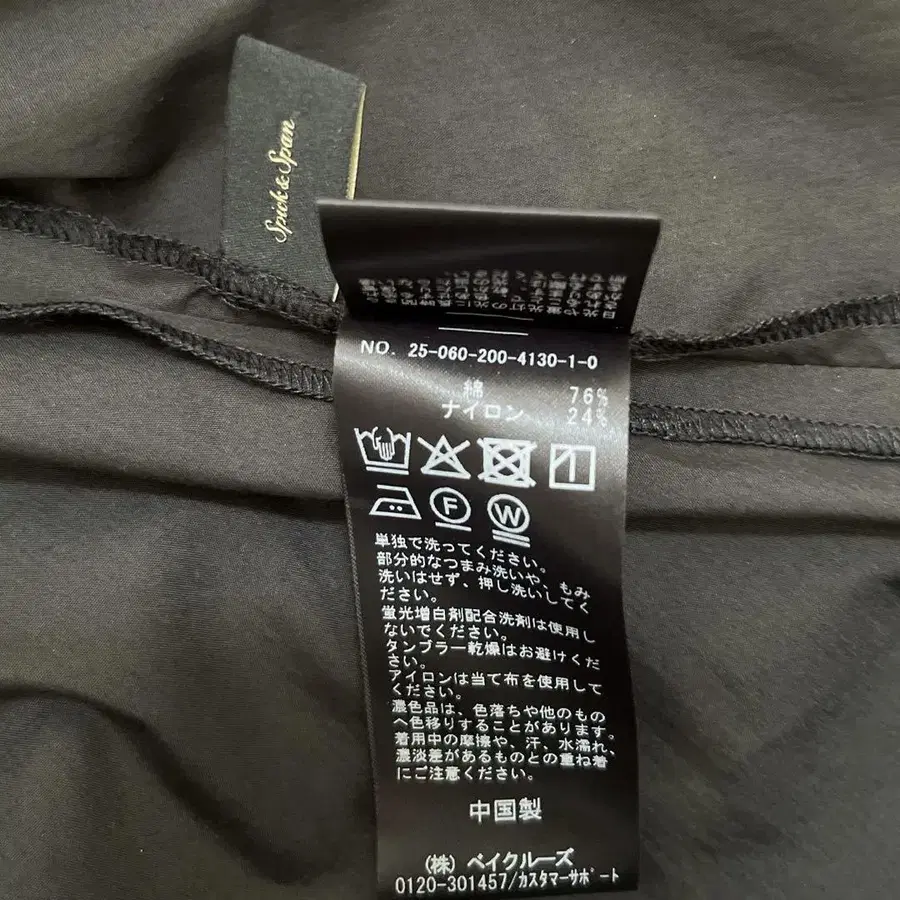 Spick & Span
NO. 25-060-200-4130-1-0
綿 76%
ナイロン 24%
F W
単独で洗ってください。
部分的なつまみ洗いや、もみ
洗いはせず、押し洗いしてく
ださい。
蛍光増白剤配合洗剤は使用し
ないでください。
タンブラー乾燥はお避けくだ
さい。
アイロンは当て布を使用して
ください。
濃色品は、色落ちや他のもの
へ色移りすることがあります。
着用中の摩擦や、汗、水濡れ、
濃淡差があるものとの重ね着
にご注意ください。
中国製
(株) ベイクルーズ
0120-301457/カスタマーサポート